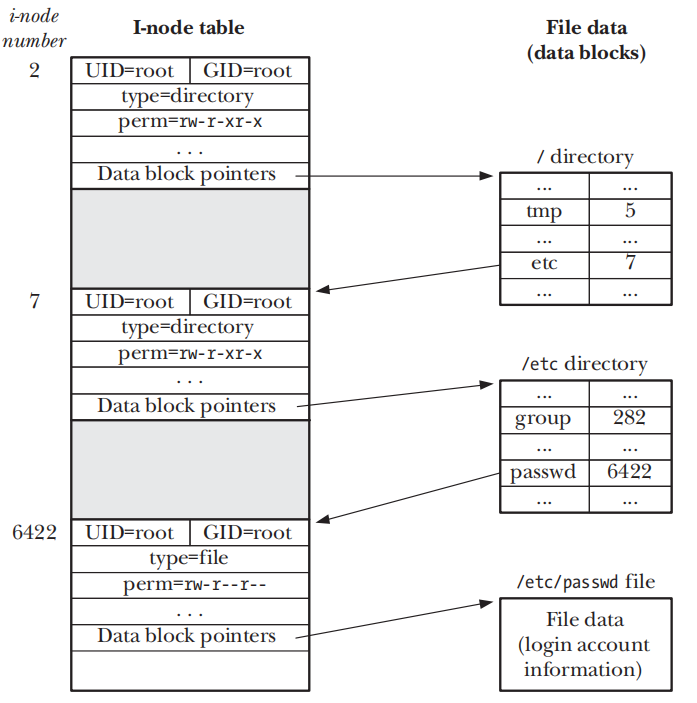 i-node
number
I-node table
File data
(data blocks)
2
UID=root GID=root
type=directory
perm=rw-r-xr-x
...
Data block pointers
/ directory
... ...
tmp 5
... ...
etc 7
... ...
7
UID=root GID=root
type=directory
perm=rw-r-xr-x
...
Data block pointers
/etc directory
... ...
group 282
... ...
passwd 6422
... ...
6422
UID=root GID=root
type=file
perm=rw-r--r--
...
Data block pointers
/etc/passwd file
File data
(login account
information)